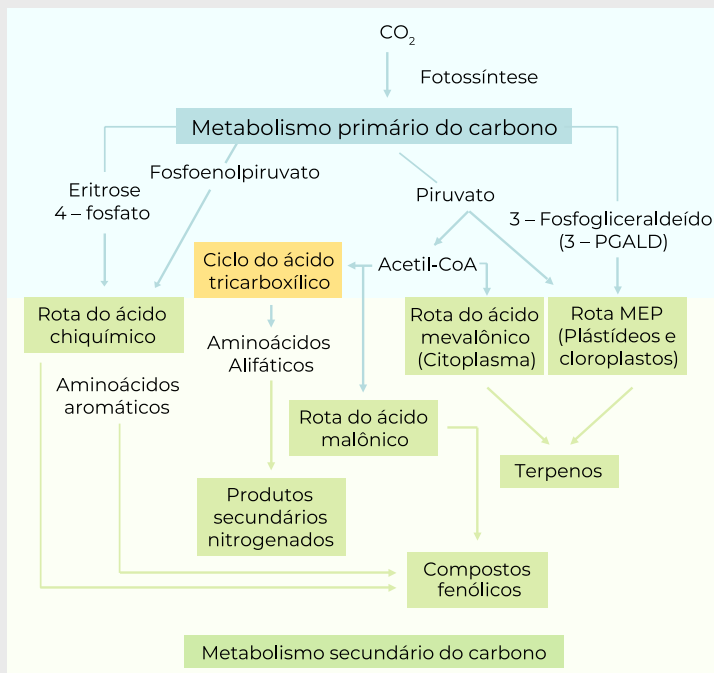 CO2
Fotossíntese
Metabolismo primário do carbono
Fosfoenolpiruvato
Eritrose
4 – fosfato
Piruvato
3 – Fosfogliceraldeído
(3 – PGALD)
Ciclo do ácido
tricarboxílico
Acetil-CoA
Rota do ácido
chiquímico
Aminoácidos
Alifáticos
Rota do ácido
mevalônico
(Citoplasma)
Rota MEP
(Plástídeos e
cloroplastos)
Aminoácidos
aromáticos
Rota do ácido
malônico
Terpenos
Produtos
secundários
nitrogenados
Compostos
fenólicos
Metabolismo secundário do carbono